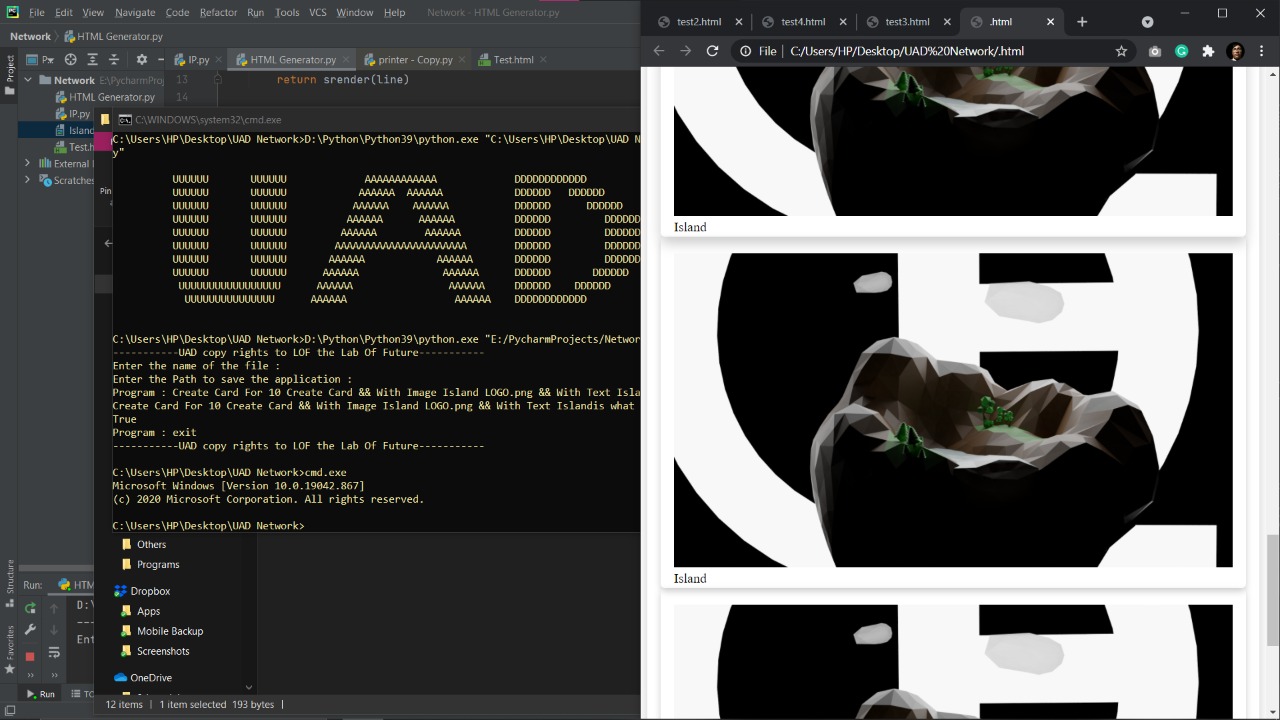 File Edit View Navigate Code Refactor Run Tools VCS Window Help Network - HTML Generator.py
Network HTML Generator.py
Project
IP.py HTML Generator.py printer - Copy.py Test.html
Network E:\PycharmProj
HTML Generator.py
IP.py
Island
Test.h
External
Scratches
13 return srender(line)
14
Pin
C:\WINDOWS\system32\cmd.exe
C:\Users\HP\Desktop\UAD Network>D:\Python\Python39\python.exe "C:\Users\HP\Desktop\UAD N
y"
UUUUUU UUUUUU AAAAAAAAAAAA DDDDDDDDDDDD
UUUUUU UUUUUU AAAAAA AAAAAA DDDDDD DDDDDD
UUUUUU UUUUUU AAAAAA AAAAAA DDDDDD DDDDDD
UUUUUU UUUUUU AAAAAA AAAAAA DDDDDD DDDDDD
UUUUUU UUUUUU AAAAAA AAAAAA DDDDDD DDDDDD
UUUUUU UUUUUU AAAAAAAAAAAAAAAAAAAAAA DDDDDD DDDDDD
UUUUUU UUUUUU AAAAAA AAAAAA DDDDDD DDDDDD
UUUUUU UUUUUU AAAAAA AAAAAA DDDDDD DDDDDD
UUUUUUUUUUUUUUUUU AAAAAA AAAAAA DDDDDD DDDDDD
UUUUUUUUUUUUUUU AAAAAA AAAAAA DDDDDDDDDDDD
C:\Users\HP\Desktop\UAD Network>D:\Python\Python39\python.exe "E:/PycharmProjects/Networ
-----------UAD copy rights to LOF the Lab Of Future-----------
Enter the name of the file :
Enter the Path to save the application :
Program : Create Card For 10 Create Card && With Image Island LOGO.png && With Text Isla
Create Card For 10 Create Card && With Image Island LOGO.png && With Text Islandis what
True
Program : exit
-----------UAD copy rights to LOF the Lab Of Future-----------
C:\Users\HP\Desktop\UAD Network>cmd.exe
Microsoft Windows [Version 10.0.19042.867]
(c) 2020 Microsoft Corporation. All rights reserved.
C:\Users\HP\Desktop\UAD Network>
Others
Programs
Dropbox
Apps
Mobile Backup
Screenshots
OneDrive
12 items 1 item selected 193 bytes
Structure
Favorites
Run: HTM
D:\
---
Ent
Run TO
test2.html test4.html test3.html .html
File C:/Users/HP/Desktop/UAD%20Network/.html
Island
Island